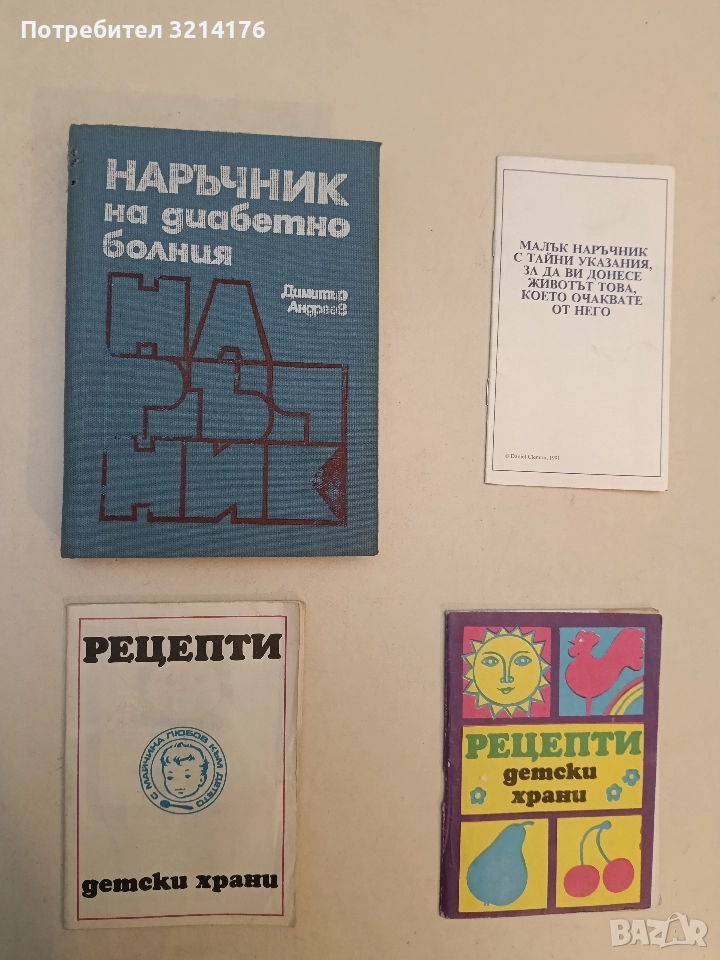 Потребител 3214176
НАРЪЧНИК
на диабетно
болния
Димитър
Андреев
НА
РЪЧ
НИК
МАЛЪК НАРЪЧНИК
С ТАЙНИ УКАЗАНИЯ,
ЗА ДА ВИ ДОНЕСЕ
ЖИВОТЪТ ТОВА,
КОЕТО ОЧАКВАТЕ
ОТ НЕГО
РЕЦЕПТИ
С МАЙЧИНА ЛЮБОВ КЪМ ДЕТЕТО
детски храни
РЕЦЕПТИ
детски
храни
BAZAR